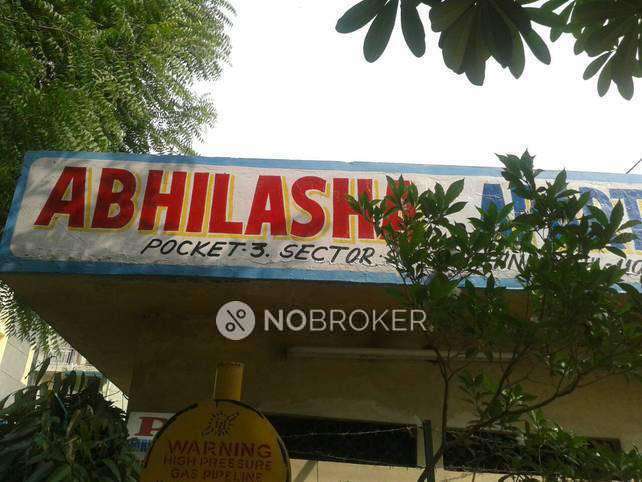 ABHILASHA
POCKET-3. SECTOR
NOBROKER
WARNING
HIGH PRESSURE
GAS PIPELINE